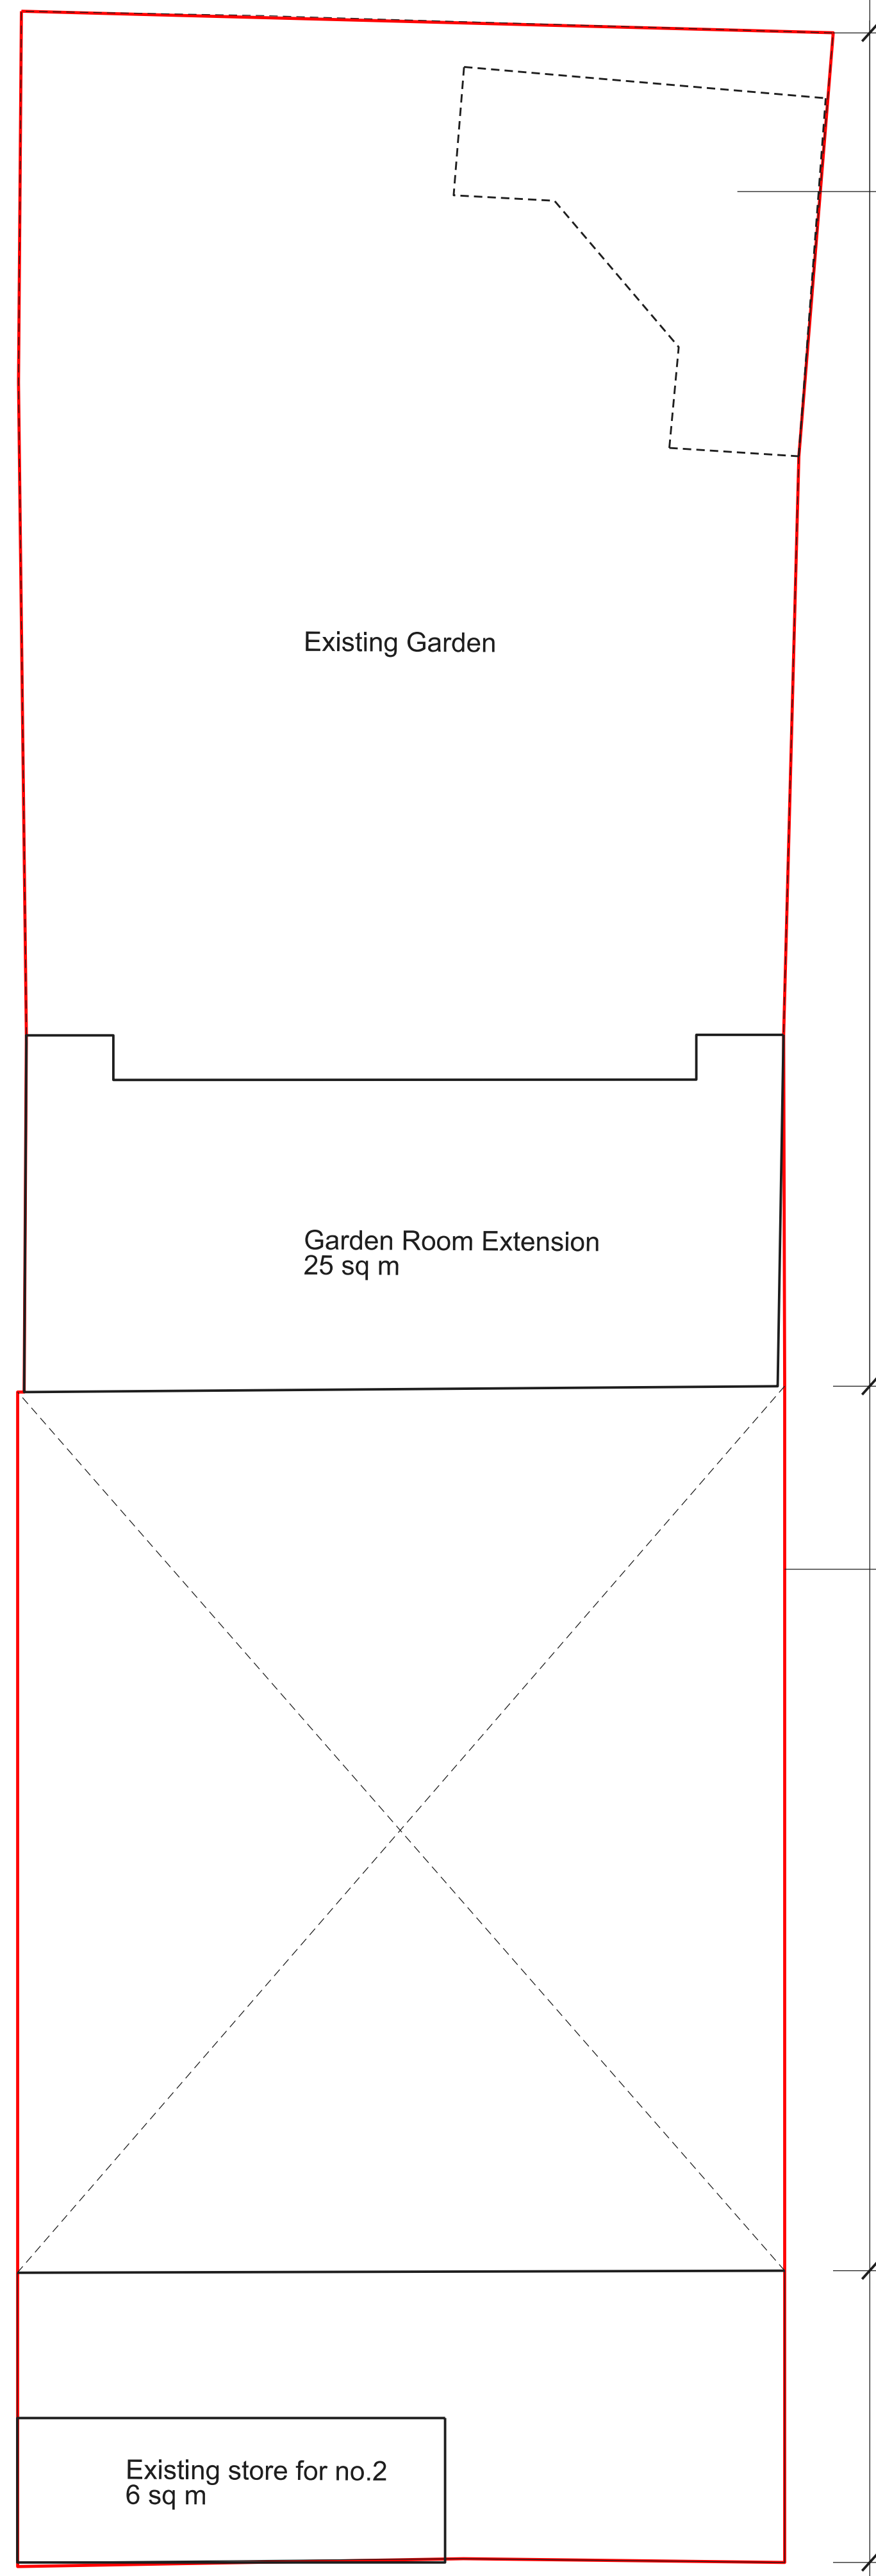 Existing Garden
Garden Room Extension
25 sq m
Existing store for no.2
6 sq m